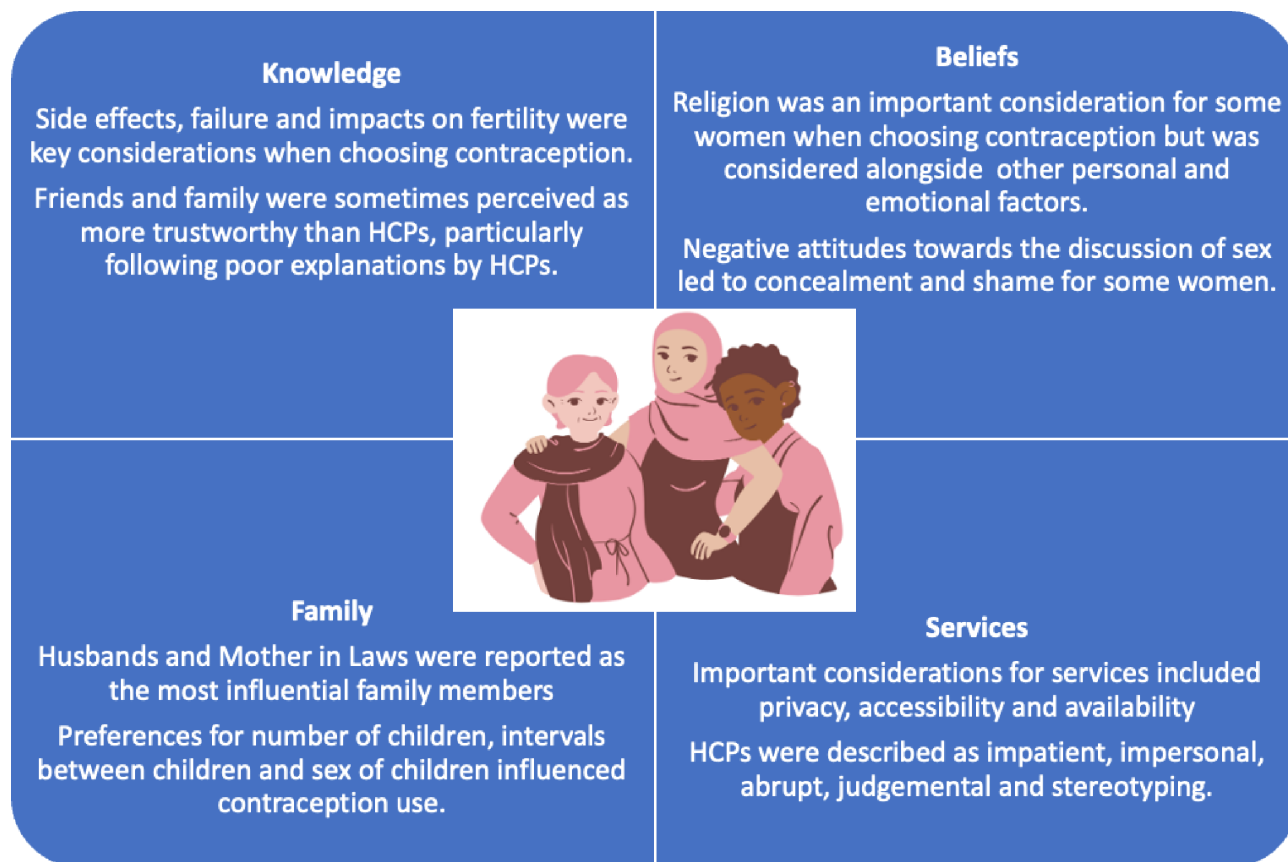 Knowledge
Side effects, failure and impacts on fertility were
key considerations when choosing contraception.
Friends and family were sometimes perceived as
more trustworthy than HCPs, particularly
following poor explanations by HCPs.
Beliefs
Religion was an important consideration for some
women when choosing contraception but was
considered alongside other personal and
emotional factors.
Negative attitudes towards the discussion of sex
led to concealment and shame for some women.
Family
Husbands and Mother in Laws were reported as
the most influential family members
Preferences for number of children, intervals
between children and sex of children influenced
contraception use.
Services
Important considerations for services included
privacy, accessibility and availability
HCPs were described as impatient, impersonal,
abrupt, judgemental and stereotyping.